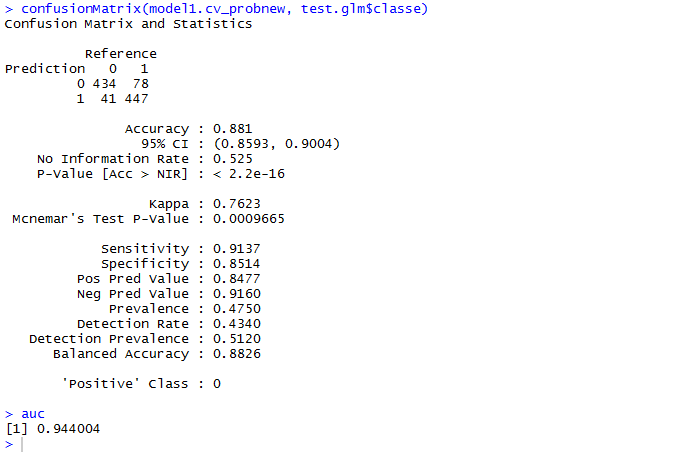 > confusionMatrix(model1.cv_probnew, test.glm$classe)
Confusion Matrix and Statistics

          Reference
Prediction   0   1
         0 434  78
         1  41 447

               Accuracy : 0.881
                 95% CI : (0.8593, 0.9004)
    No Information Rate : 0.525
    P-Value [Acc > NIR] : < 2.2e-16

                  Kappa : 0.7623
 Mcnemar's Test P-Value : 0.0009665

            Sensitivity : 0.9137
            Specificity : 0.8514
         Pos Pred Value : 0.8477
         Neg Pred Value : 0.9160
             Prevalence : 0.4750
         Detection Rate : 0.4340
   Detection Prevalence : 0.5120
      Balanced Accuracy : 0.8826

       'Positive' Class : 0

> auc
[1] 0.944004
>